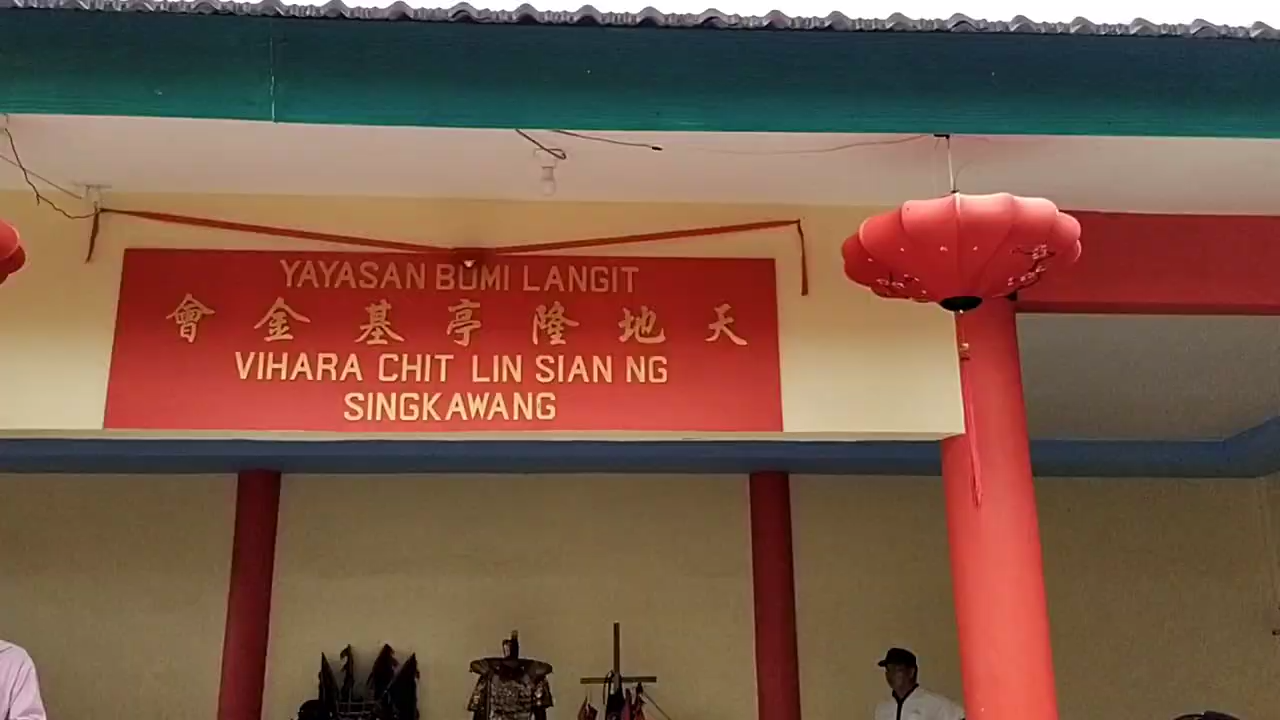 YAYASAN BUMI LANGIT
天地隆亭基金會
VIHARA CHIT LIN SIAN NG
SINGKAWANG